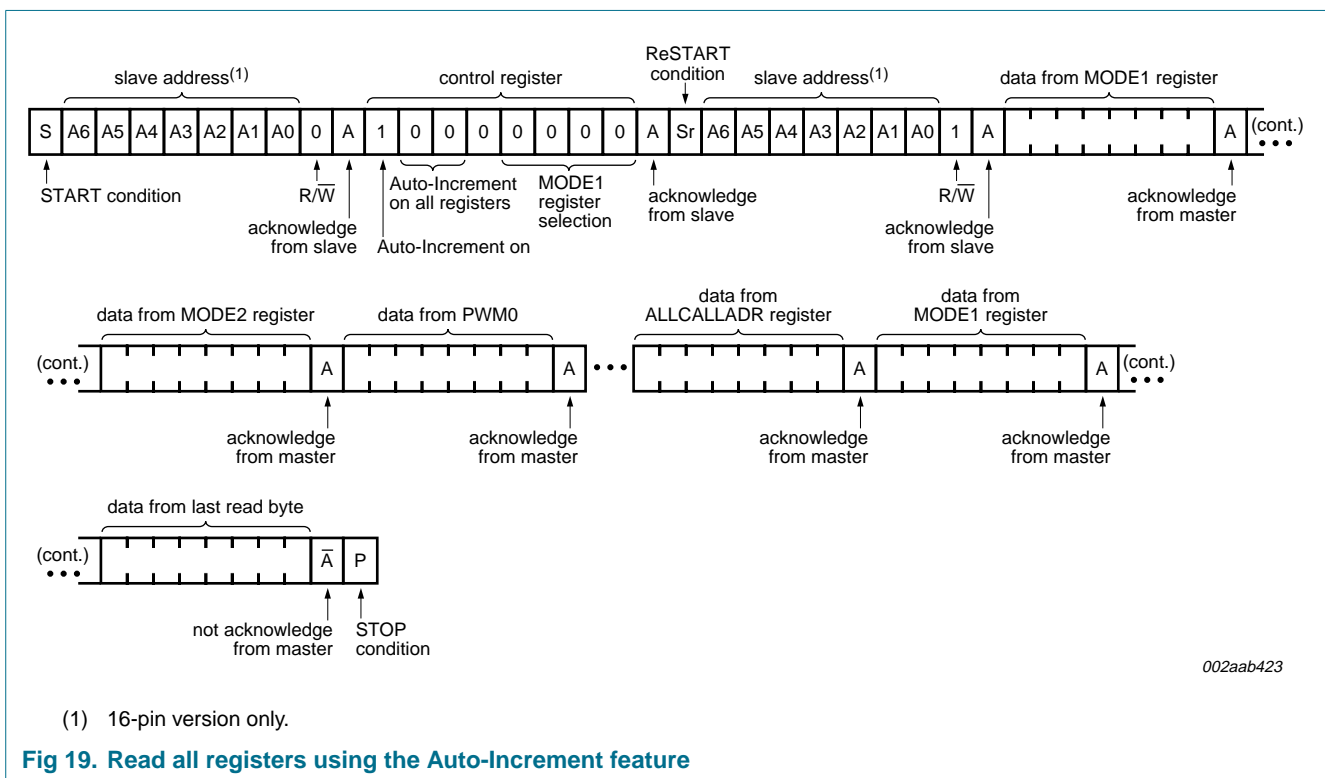 ReSTART
condition
slave address(1)
control register
slave address(1)
data from MODE1 register
S A6 A5 A4 A3 A2 A1 A0 0 A 1 0 0 0 0 0 0 0 A Sr A6 A5 A4 A3 A2 A1 A0 1 A A (cont.)
START condition
R/W̅
acknowledge
from slave
Auto-Increment on
Auto-Increment
on all registers
MODE1
register
selection
acknowledge
from slave
R/W̅
acknowledge
from slave
acknowledge
from master
data from MODE2 register
data from PWM0
data from
ALLCALLADR register
data from
MODE1 register
(cont.) A A A A (cont.)
acknowledge
from master
acknowledge
from master
acknowledge
from master
acknowledge
from master
data from last read byte
(cont.) A̅ P
not acknowledge
from master
STOP
condition
002aab423
(1) 16-pin version only.
Fig 19. Read all registers using the Auto-Increment feature